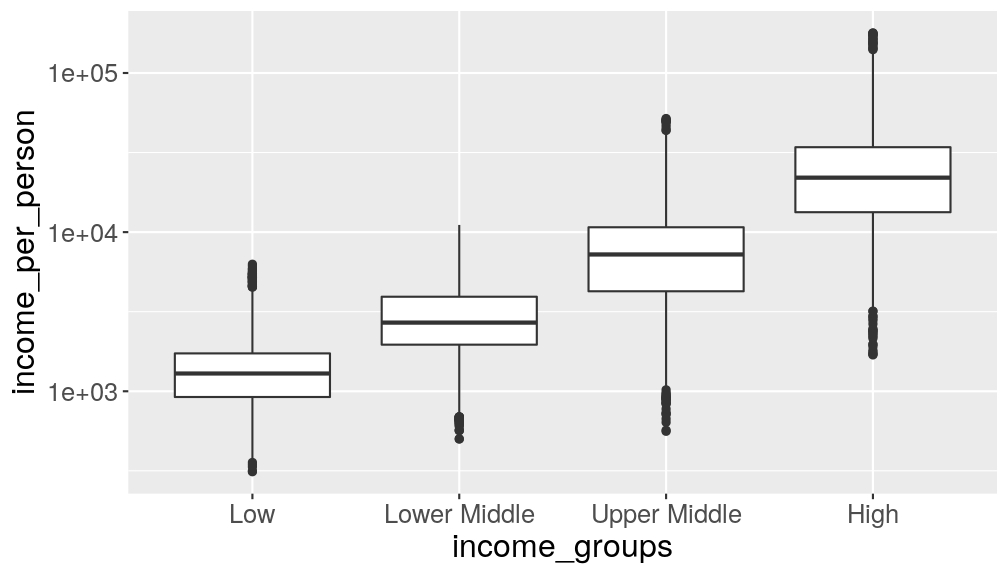 1e+05
1e+04
1e+03
income_per_person
Low Lower Middle Upper Middle High
income_groups